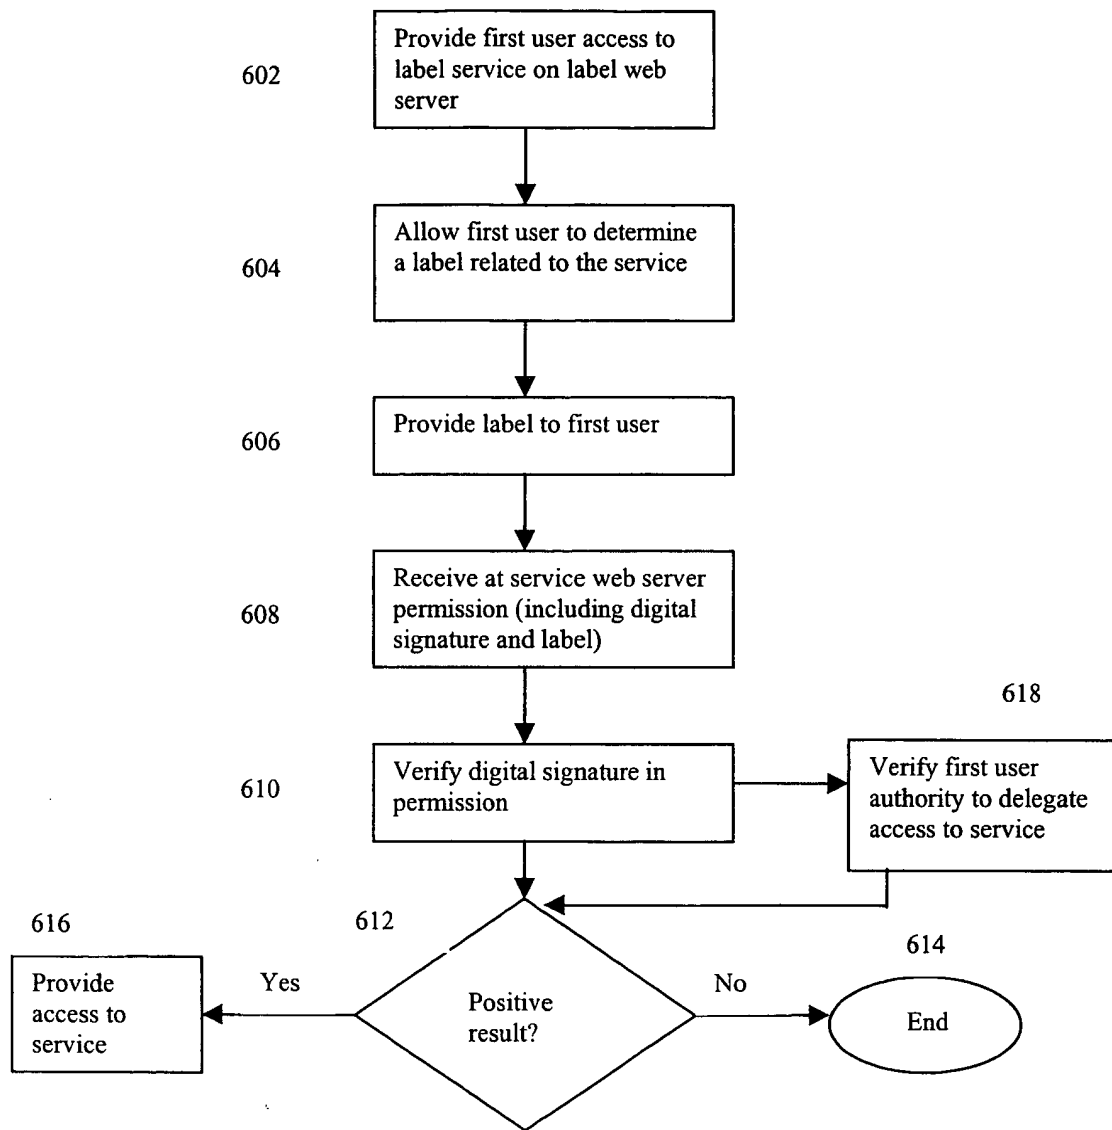 602
Provide first user access to
label service on label web
server
604
Allow first user to determine
a label related to the service
606
Provide label to first user
608
Receive at service web server
permission (including digital
signature and label)
618
610
Verify digital signature in
permission
Verify first user
authority to delegate
access to service
616
612
614
Provide
access to
service
Yes
Positive
result?
No
End